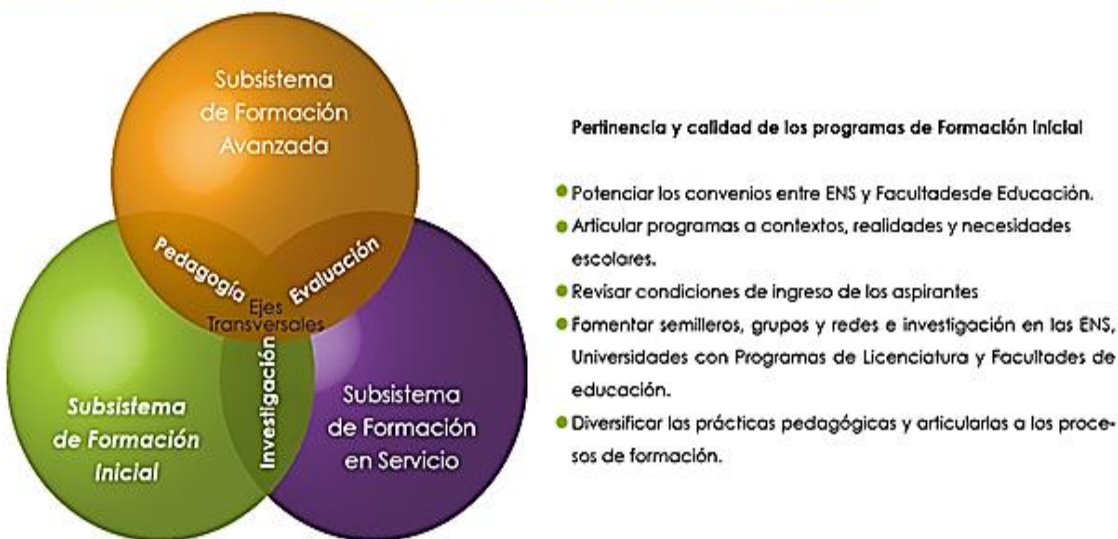 Subsistema
de Formación
Avanzada
Pedagogía
Evaluación
Ejes
Transversales
Investigación
Subsistema
de Formación
Inicial
Subsistema
de Formación
en Servicio
Pertinencia y calidad de los programas de Formación Inicial
Potenciar los convenios entre ENS y Facultadesde Educación.
Articular programas a contextos, realidades y necesidades
escolares.
Revisar condiciones de ingreso de los aspirantes
Fomentar semilleros, grupos y redes e investigación en las ENS,
Universidades con Programas de Licenciatura y Facultades de
educación.
Diversificar las prácticas pedagógicas y articularlas a los proce-
sos de formación.